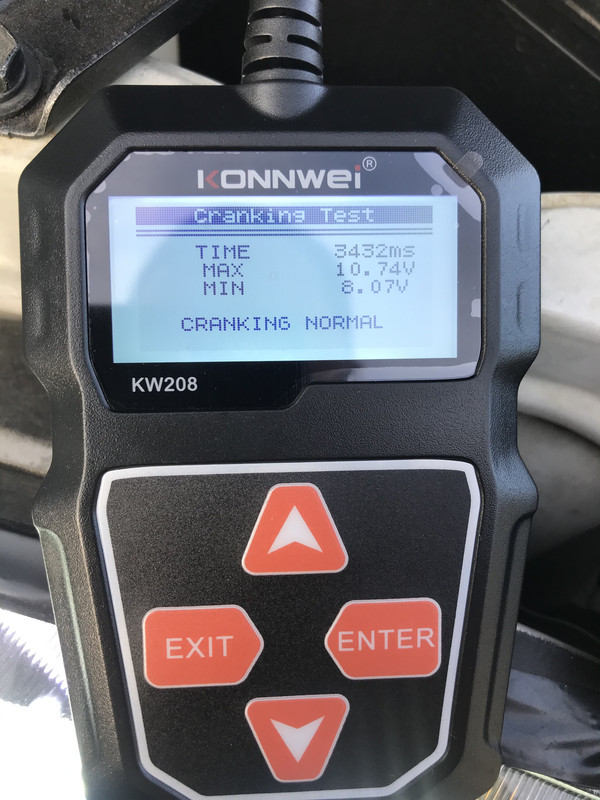 KONNWEI®
Cranking Test
TIME 3432ms
MAX 10.74V
MIN 8.07V
CRANKING NORMAL
KW208
EXIT
ENTER